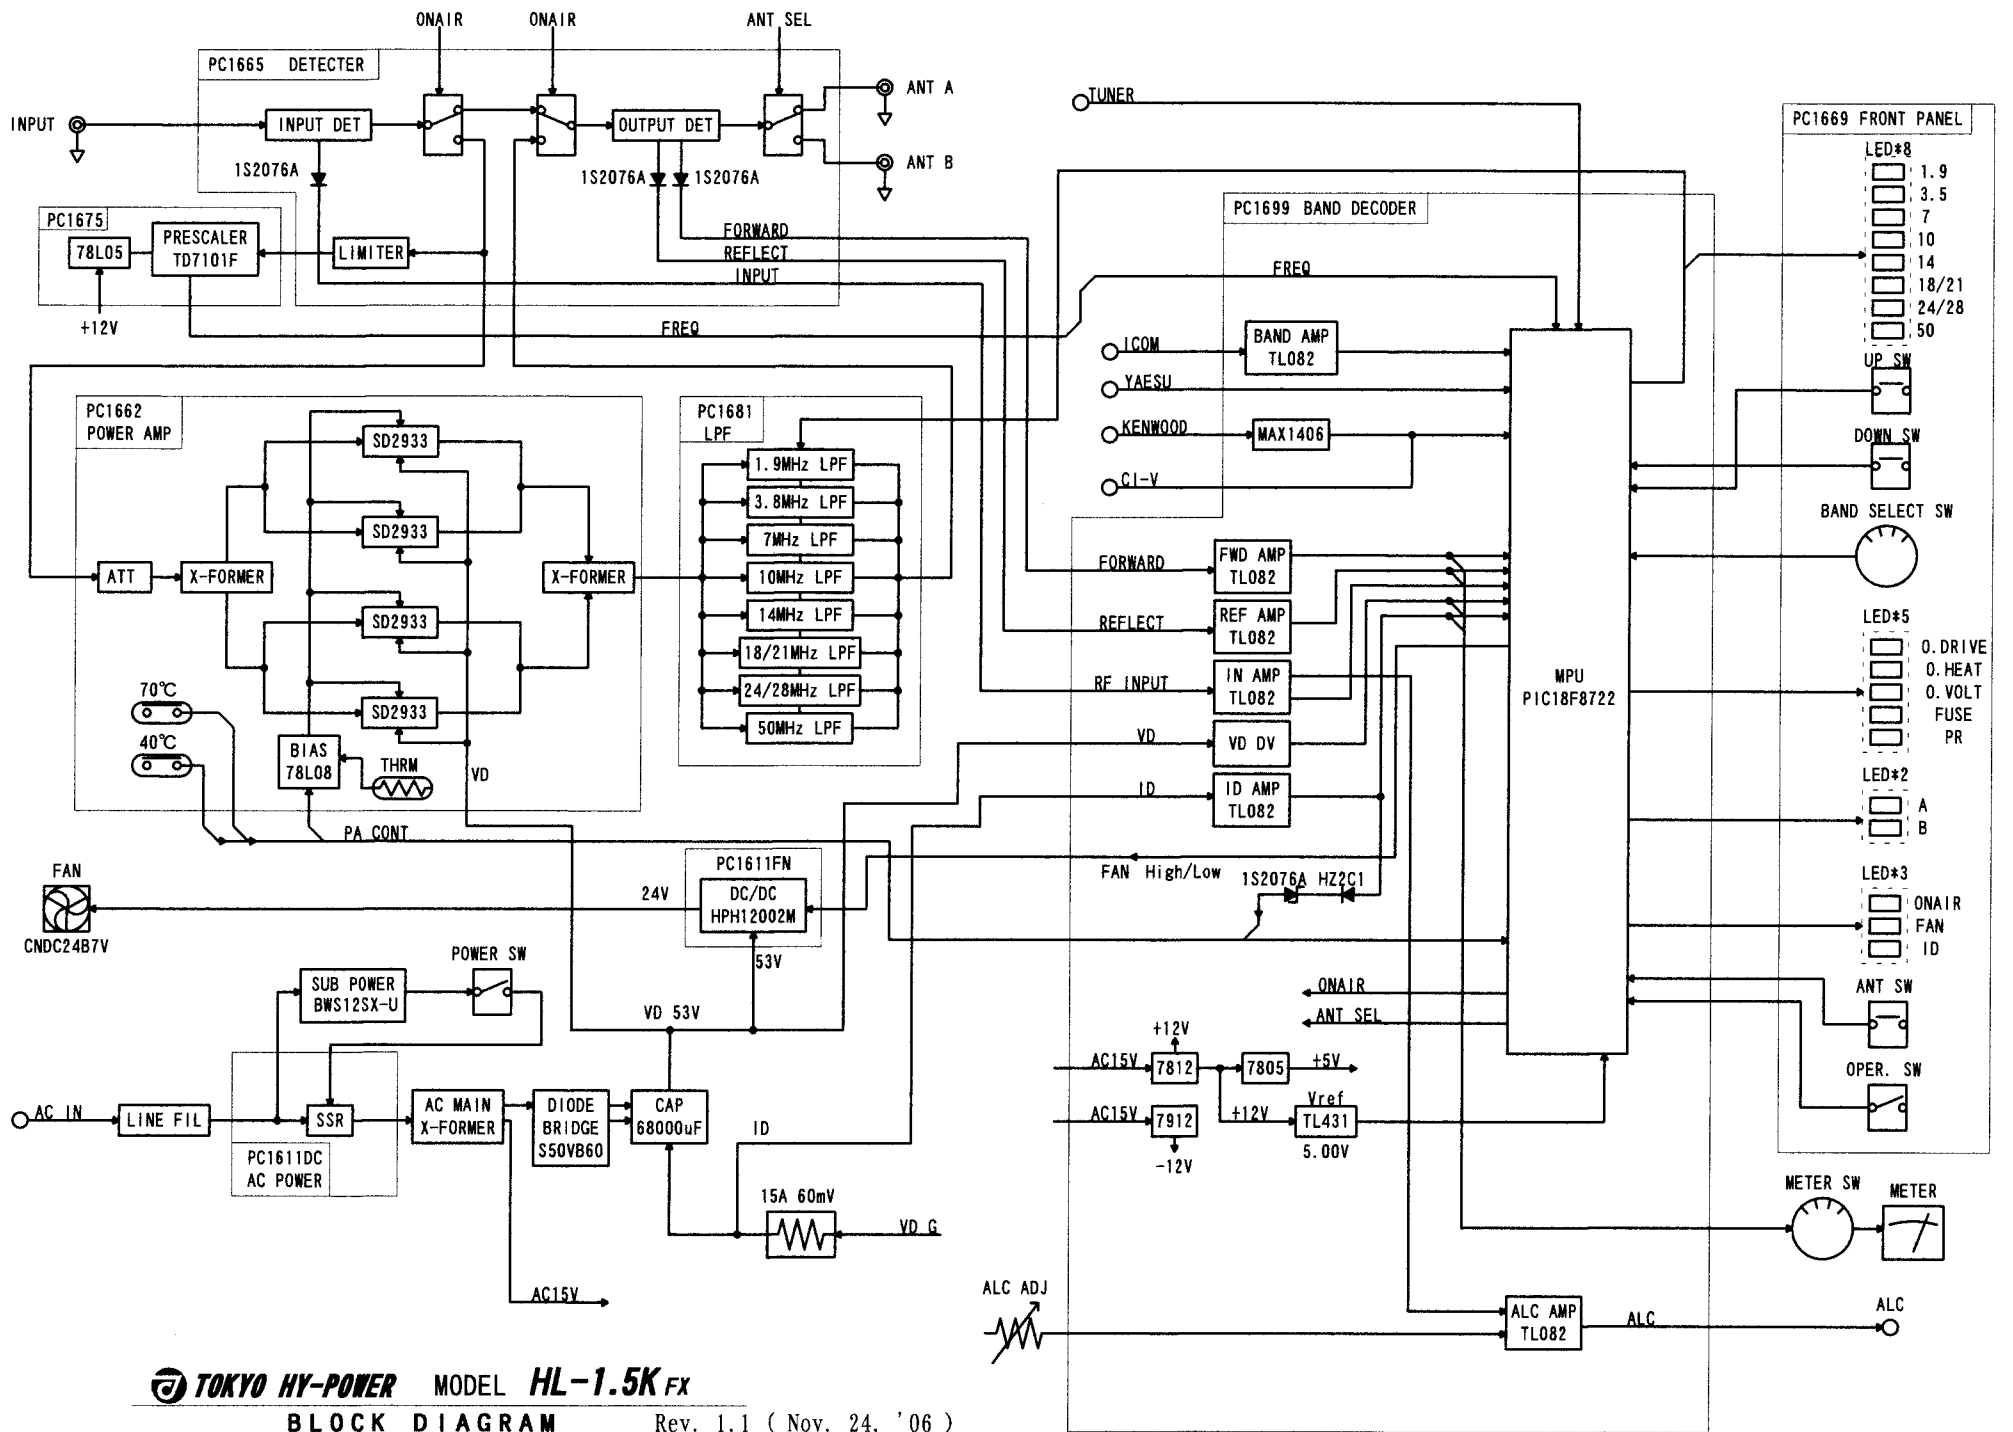 ONAIR
ONAIR
ANT SEL
PC1665 DETECTER
INPUT
INPUT DET
OUTPUT DET
ANT A
ANT B
1S2076A
1S2076A
1S2076A
PC1675
78L05
PRESCALER
TD7101F
LIMITER
+12V
FORWARD
REFLECT
INPUT
FREQ
TUNER
PC1699 BAND DECODER
FREQ
ICOM
BAND AMP
TL082
YAESU
KENWOOD
MAX1406
CI-V
PC1662
POWER AMP
SD2933
SD2933
SD2933
SD2933
ATT
X-FORMER
X-FORMER
70℃
40℃
BIAS
78L08
THRM
VD
PA CONT
PC1681
LPF
1.9MHz LPF
3.8MHz LPF
7MHz LPF
10MHz LPF
14MHz LPF
18/21MHz LPF
24/28MHz LPF
50MHz LPF
FORWARD
FWD AMP
TL082
REFLECT
REF AMP
TL082
RF INPUT
IN AMP
TL082
VD
VD DV
ID
ID AMP
TL082
FAN High/Low
1S2076A HZ2C1
MPU
PIC18F8722
ONAIR
ANT SEL
AC15V
7812
+12V
7805
+5V
AC15V
7912
-12V
+12V
Vref
TL431
5.00V
PC1669 FRONT PANEL
LED*8
1.9
3.5
7
10
14
18/21
24/28
50
UP SW
DOWN SW
BAND SELECT SW
LED*5
O.DRIVE
O.HEAT
O.VOLT
FUSE
PR
LED*2
A
B
LED*3
ONAIR
FAN
ID
ANT SW
OPER. SW
METER SW
METER
FAN
CNDC24B7V
24V
PC1611FN
DC/DC
HPH12002M
53V
SUB POWER
BWS12SX-U
POWER SW
VD 53V
AC IN
LINE FIL
SSR
PC1611DC
AC POWER
AC MAIN
X-FORMER
DIODE
BRIDGE
S50VB60
CAP
68000uF
ID
15A 60mV
VD G
AC15V
ALC ADJ
ALC AMP
TL082
ALC
ALC
TOKYO HY-POWER MODEL HL-1.5K FX
BLOCK DIAGRAM Rev. 1.1 ( Nov. 24, '06 )